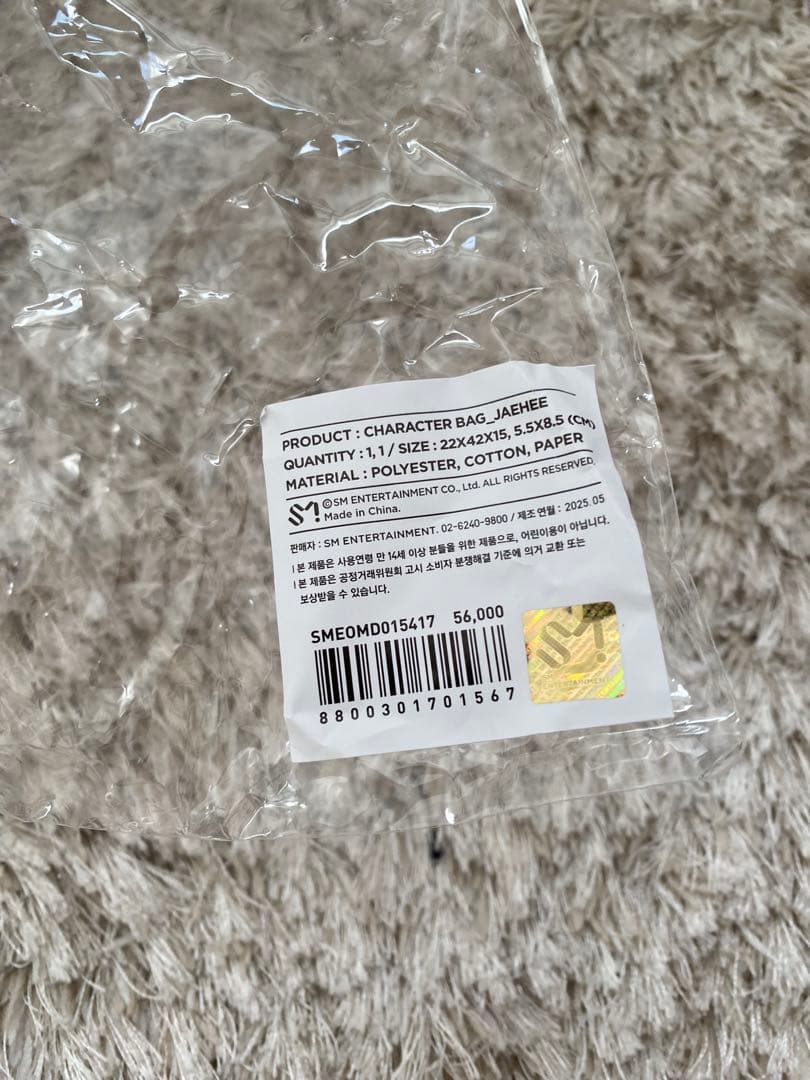 PRODUCT : CHARACTER BAG_JAEHEE
QUANTITY : 1, 1 / SIZE : 22X42X15, 5.5X8.5 (CM)
MATERIAL : POLYESTER, COTTON, PAPER
SM! ©SM ENTERTAINMENT CO., Ltd. ALL RIGHTS RESERVED.
Made in China.
판매자 : SM ENTERTAINMENT. 02-6240-9800 / 제조 연월 : 2025.05
| 본 제품은 사용연령 만 14세 이상 분들을 위한 제품으로, 어린이용이 아닙니다.
| 본 제품은 공정거래위원회 고시 소비자 분쟁해결 기준에 의거 교환 또는
보상받을 수 있습니다.
SMEOMD015417 56,000
8800301701567
SM!
ENTERTAINMENT